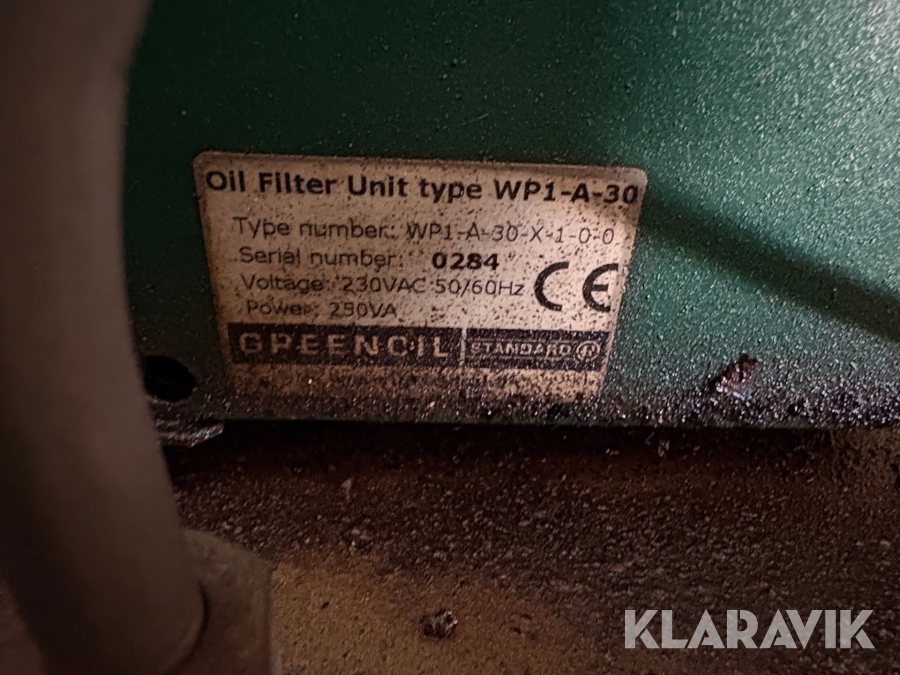 Oil Filter Unit type WP1-A-30
Type number: WP1-A-30-X-1-0-0
Serial number: 0284
Voltage: 230VAC 50/60Hz
Power: 250VA
CE
GREENOIL STANDARD
KLARAVIK